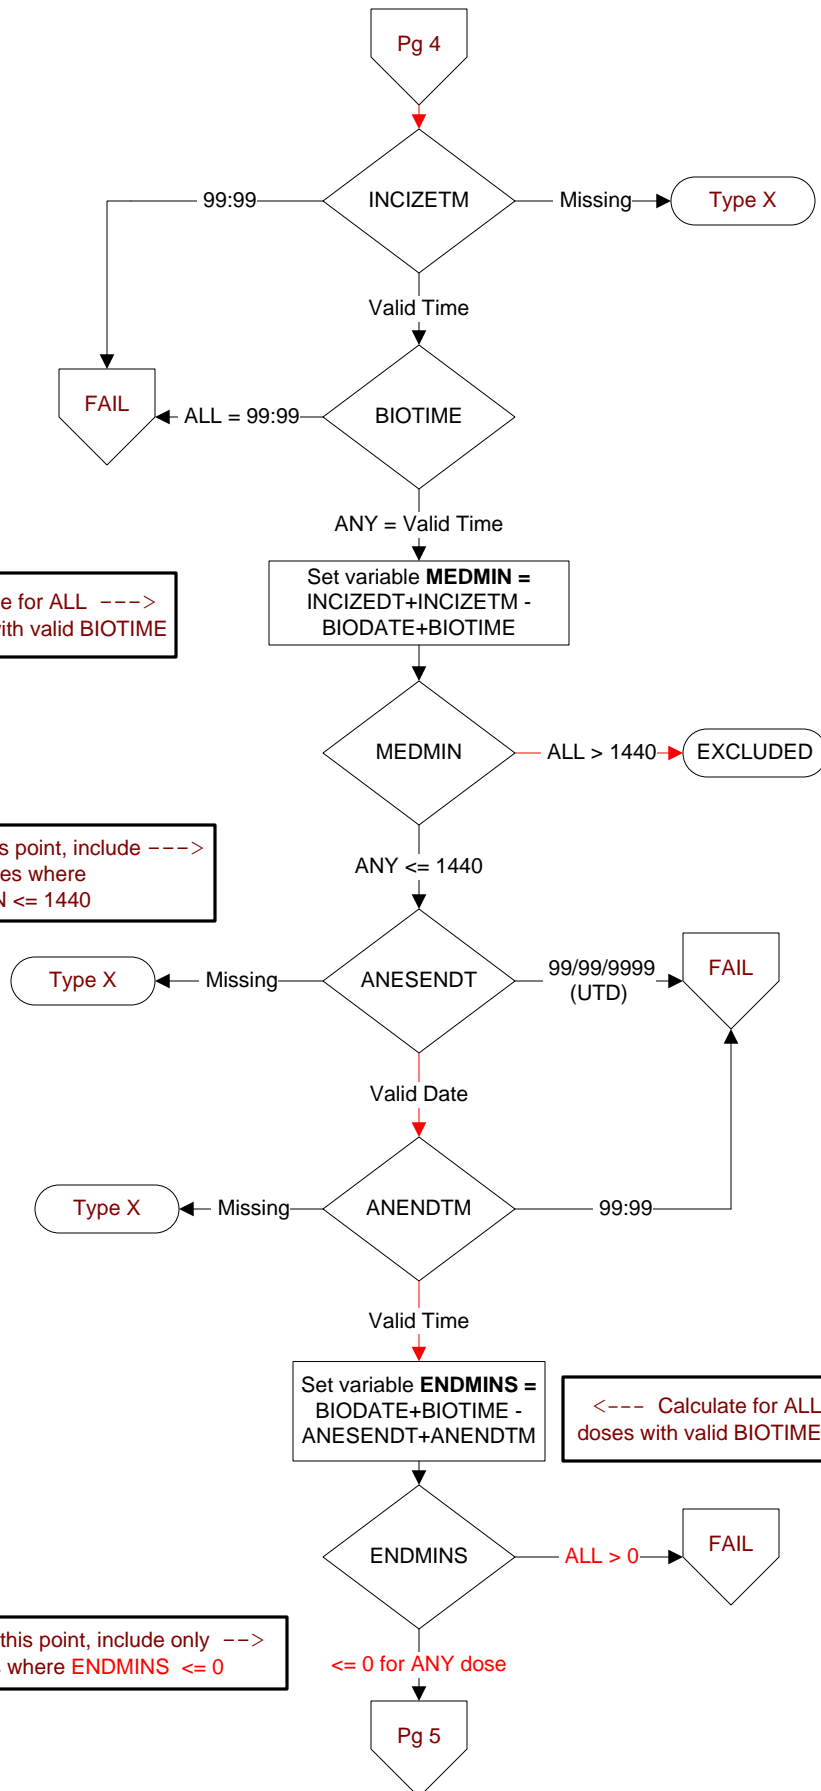 Pg 4
INCIZETM
99:99
Missing
Type X
Valid Time
FAIL
ALL = 99:99
BIOTIME
ANY = Valid Time
e for ALL --->
ith valid BIOTIME
Set variable MEDMIN =
INCIZEDT+INCIZETM -
BIODATE+BIOTIME
MEDMIN
ALL > 1440
EXCLUDED
s point, include --->
es where
N <= 1440
ANY <= 1440
Type X
Missing
ANESENDT
99/99/9999
(UTD)
FAIL
Valid Date
Type X
Missing
ANENDTM
99:99
Valid Time
Set variable ENDMINS =
BIODATE+BIOTIME -
ANESENDT+ANENDTM
<--- Calculate for ALL
doses with valid BIOTIME
ENDMINS
ALL > 0
FAIL
this point, include only -->
s where ENDMINS <= 0
<= 0 for ANY dose
Pg 5